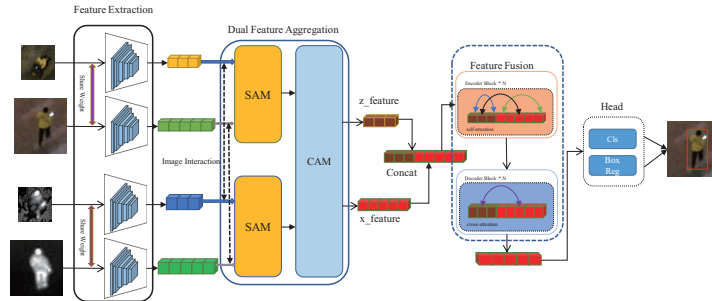 Feature Extraction
Dual Feature Aggregation
Feature Fusion
Encoder Block * N
Share Weight
SAM
z_feature
self-attention
Head
Cls
Box
Reg
Image Interaction
CAM
Concat
Decoder Block * N
x_feature
Share Weight
SAM
cross-attention